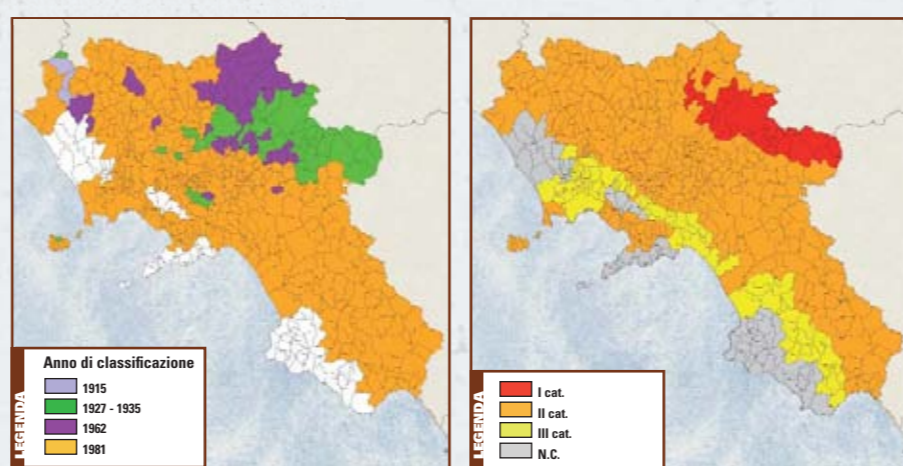 LEGENDA
Anno di classificazione
1915
1927 - 1935
1962
1981
LEGENDA
I cat.
II cat.
III cat.
N.C.